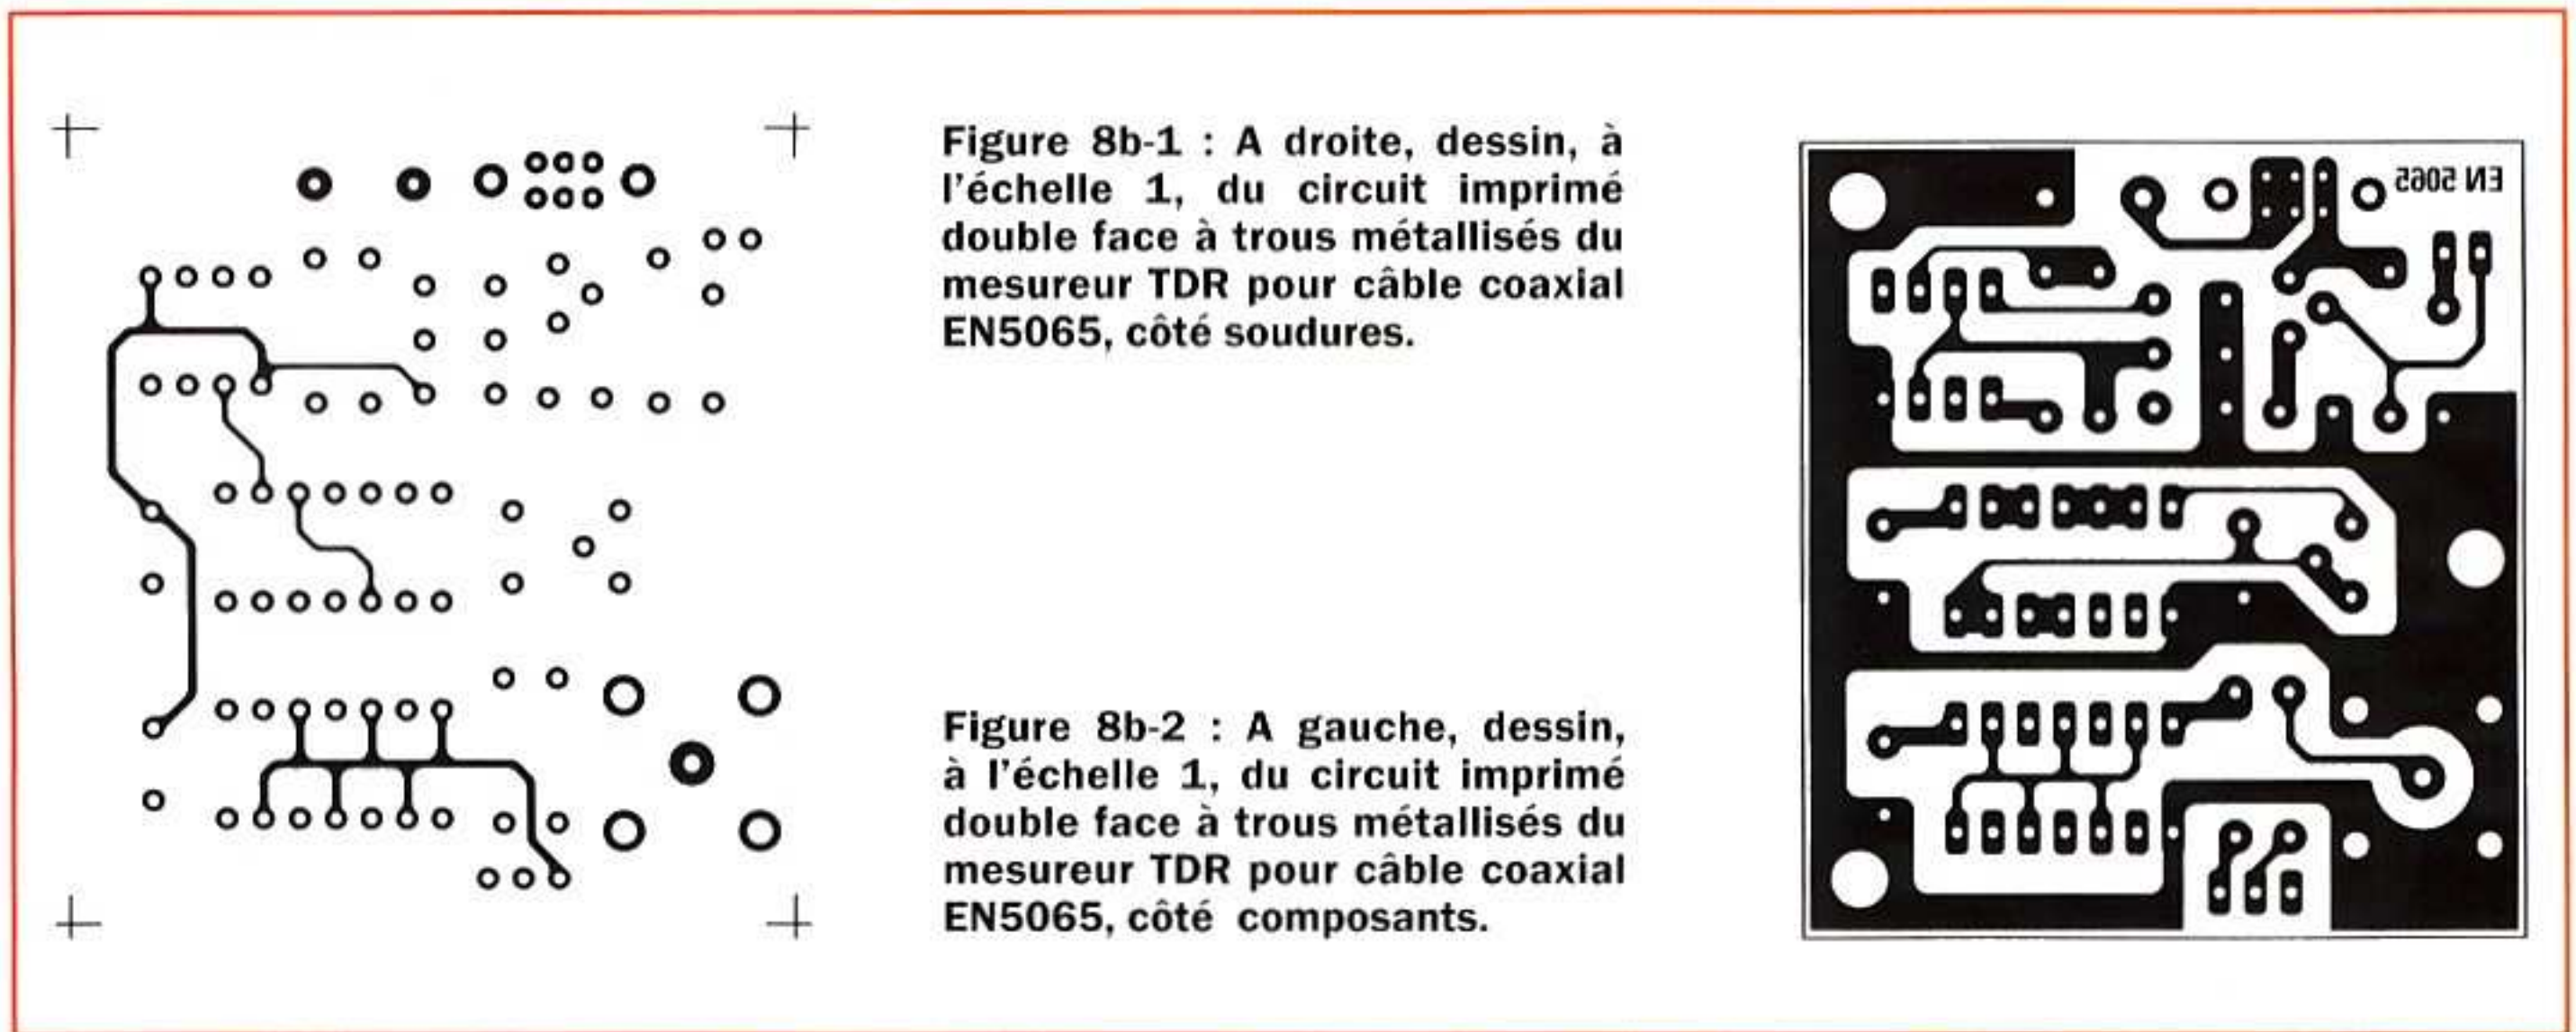 Figure 8b-1 : A droite, dessin, à
l'échelle 1, du circuit imprimé
double face à trous métallisés du
mesureur TDR pour câble coaxial
EN5065, côté soudures.
Figure 8b-2 : A gauche, dessin,
à l'échelle 1, du circuit imprimé
double face à trous métallisés du
mesureur TDR pour câble coaxial
EN5065, côté composants.
EN 5065